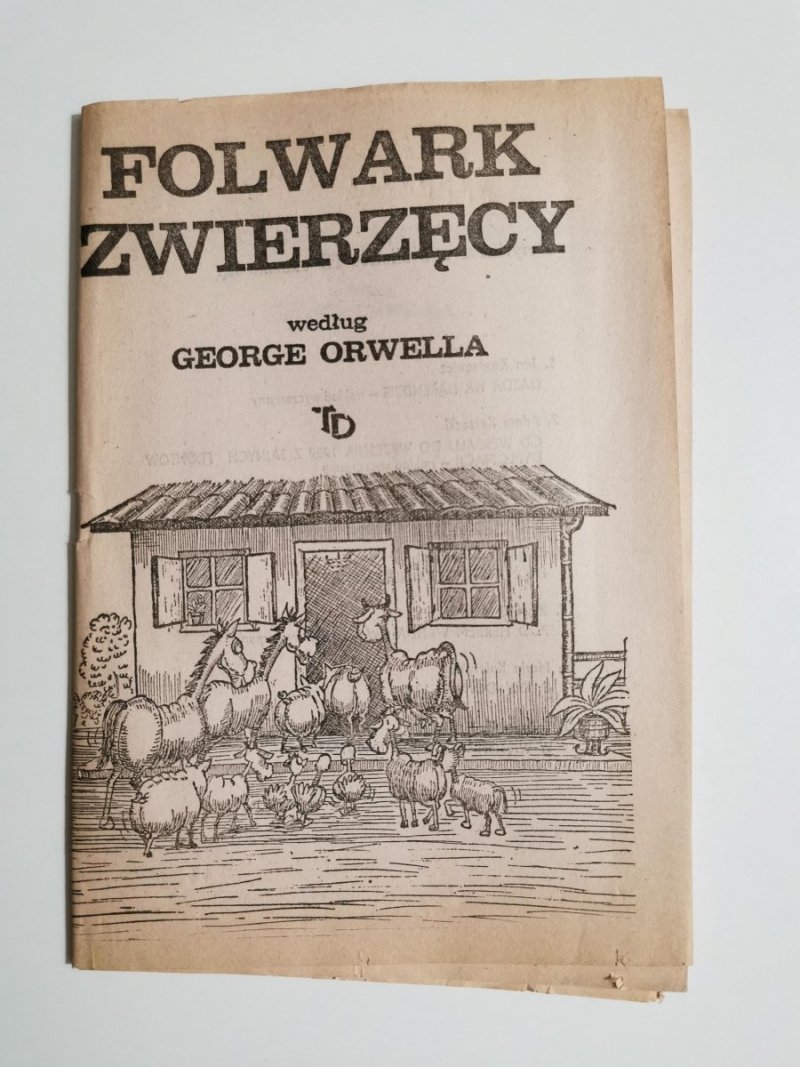 FOLWARK
ZWIERZĘCY
według
GEORGE ORWELLA
TD